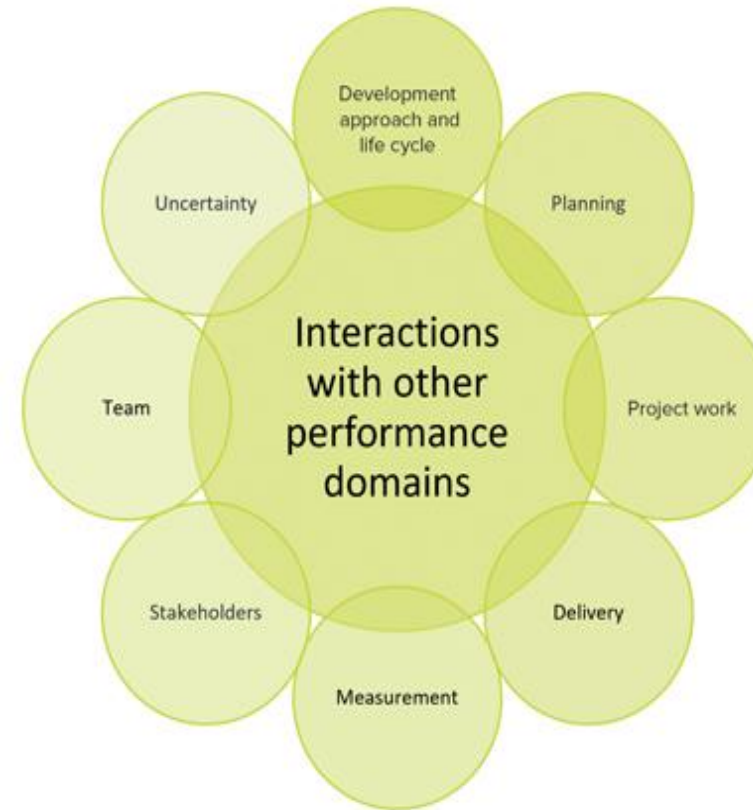 Development
approach and
life cycle
Uncertainty
Planning
Interactions
with other
performance
domains
Team
Project work
Stakeholders
Delivery
Measurement